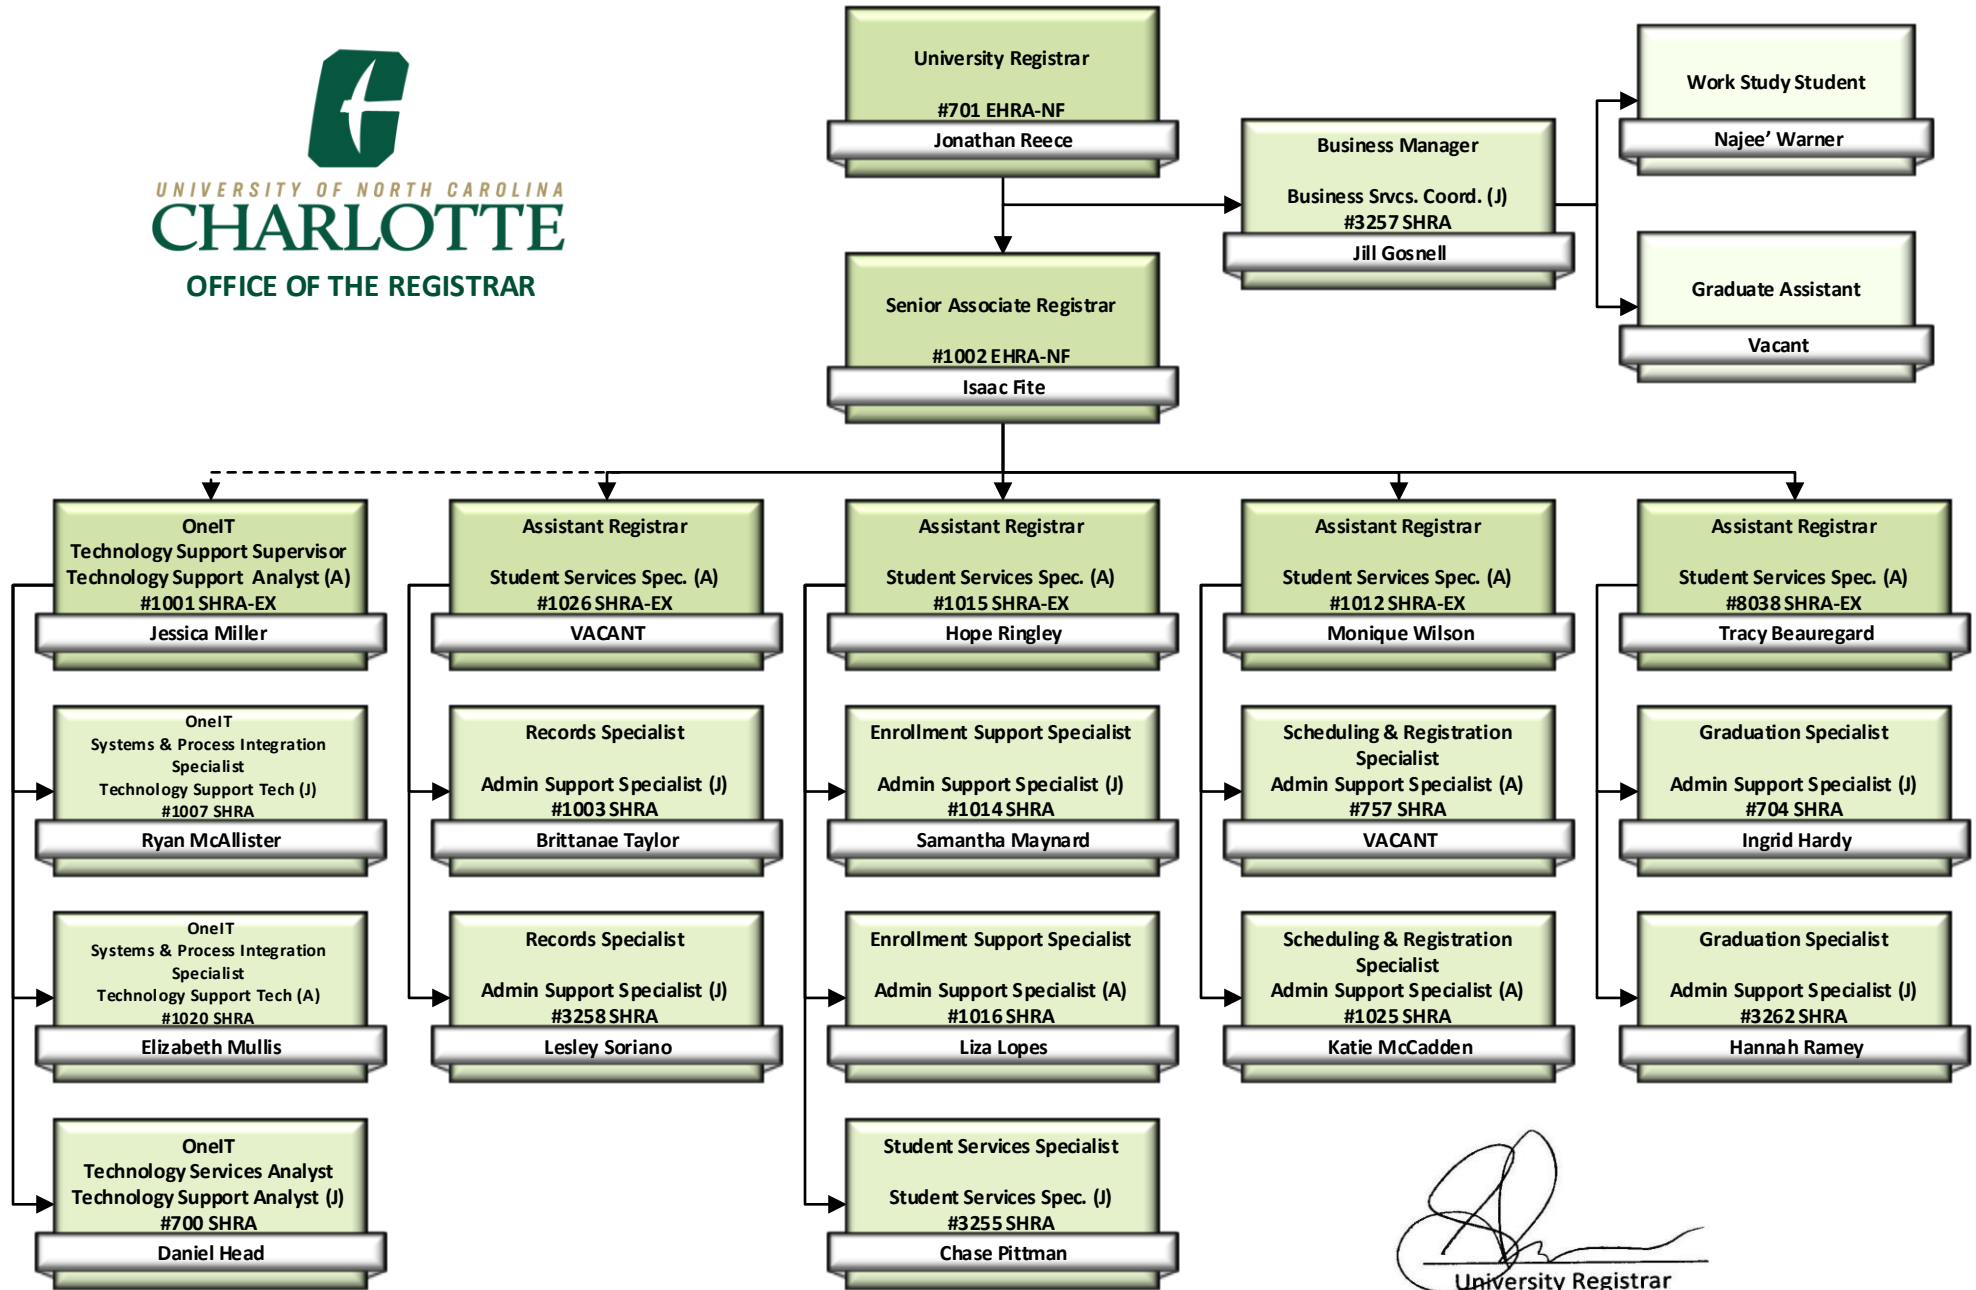 UNIVERSITY OF NORTH CAROLINA
CHARLOTTE
OFFICE OF THE REGISTRAR
University Registrar
#701 EHRA-NF
Jonathan Reece
Business Manager
Business Srvcs. Coord. (J)
#3257 SHRA
Jill Gosnell
Work Study Student
Najee’ Warner
Graduate Assistant
Vacant
Senior Associate Registrar
#1002 EHRA-NF
Isaac Fite
OneIT
Technology Support Supervisor
Technology Support Analyst (A)
#1001 SHRA-EX
Jessica Miller
OneIT
Systems & Process Integration
Specialist
Technology Support Tech (J)
#1007 SHRA
Ryan McAllister
OneIT
Systems & Process Integration
Specialist
Technology Support Tech (A)
#1020 SHRA
Elizabeth Mullis
OneIT
Technology Services Analyst
Technology Support Analyst (J)
#700 SHRA
Daniel Head
Assistant Registrar
Student Services Spec. (A)
#1026 SHRA-EX
VACANT
Records Specialist
Admin Support Specialist (J)
#1003 SHRA
Brittanae Taylor
Records Specialist
Admin Support Specialist (J)
#3258 SHRA
Lesley Soriano
Assistant Registrar
Student Services Spec. (A)
#1015 SHRA-EX
Hope Ringley
Enrollment Support Specialist
Admin Support Specialist (J)
#1014 SHRA
Samantha Maynard
Enrollment Support Specialist
Admin Support Specialist (A)
#1016 SHRA
Liza Lopes
Student Services Specialist
Student Services Spec. (J)
#3255 SHRA
Chase Pittman
Assistant Registrar
Student Services Spec. (A)
#1012 SHRA-EX
Monique Wilson
Scheduling & Registration
Specialist
Admin Support Specialist (A)
#757 SHRA
VACANT
Scheduling & Registration
Specialist
Admin Support Specialist (A)
#1025 SHRA
Katie McCadden
Assistant Registrar
Student Services Spec. (A)
#8038 SHRA-EX
Tracy Beauregard
Graduation Specialist
Admin Support Specialist (J)
#704 SHRA
Ingrid Hardy
Graduation Specialist
Admin Support Specialist (J)
#3262 SHRA
Hannah Ramey
University Registrar